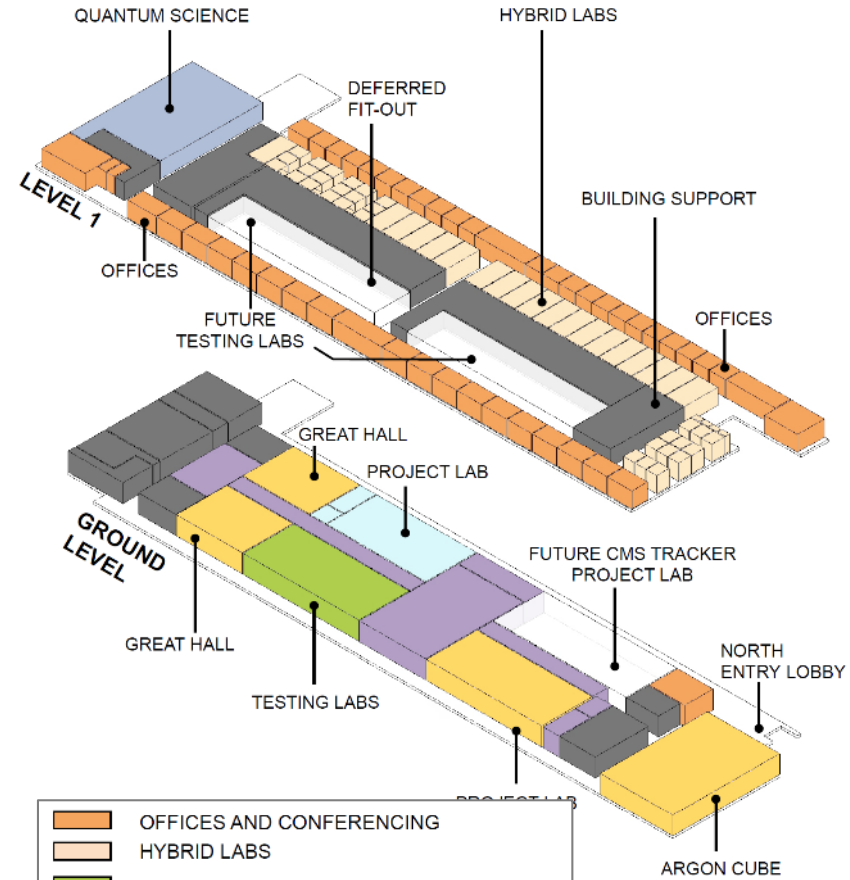 QUANTUM SCIENCE
HYBRID LABS
DEFERRED
FIT-OUT
BUILDING SUPPORT
LEVEL 1
OFFICES
FUTURE
TESTING LABS
OFFICES
GREAT HALL
PROJECT LAB
GROUND
LEVEL
FUTURE CMS TRACKER
PROJECT LAB
GREAT HALL
NORTH
ENTRY LOBBY
TESTING LABS
PROJECT LAB
OFFICES AND CONFERENCING
HYBRID LABS
ARGON CUBE